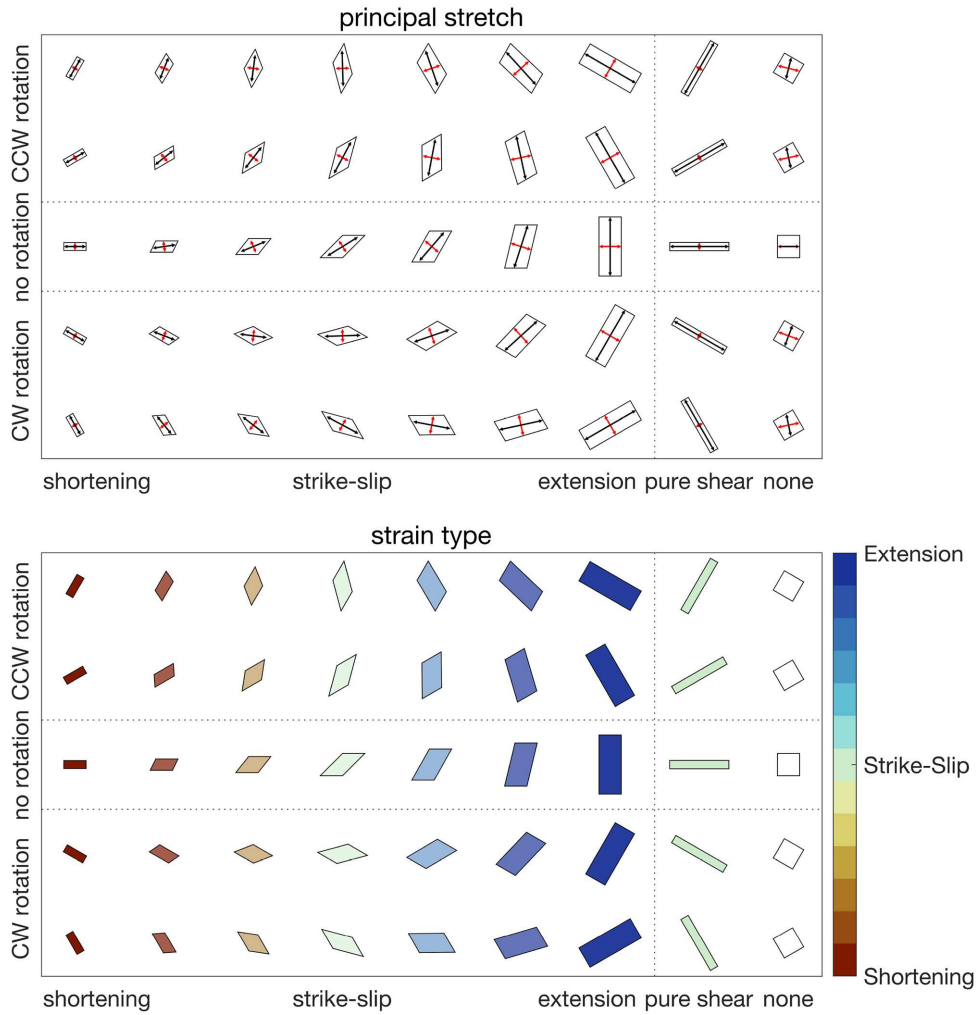 principal stretch
CCW rotation
no rotation
CW rotation
shortening strike-slip extension pure shear none
strain type
CCW rotation
no rotation
CW rotation
Extension
Strike-Slip
Shortening
shortening strike-slip extension pure shear none